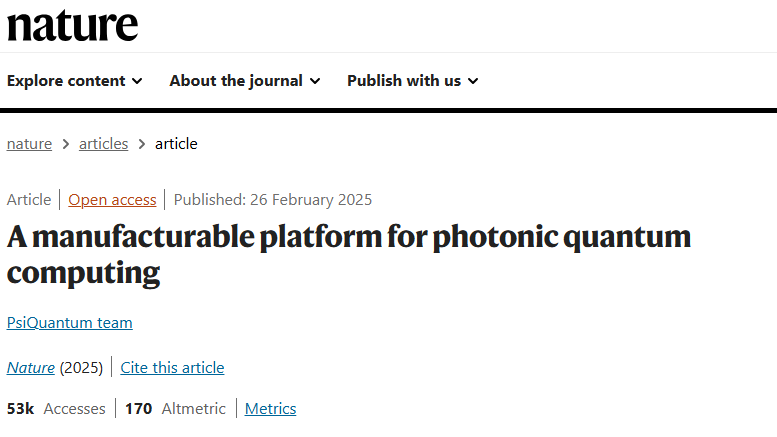 nature
Explore content About the journal Publish with us
nature > articles > article
Article | Open access | Published: 26 February 2025
A manufacturable platform for photonic quantum
computing
PsiQuantum team
Nature (2025) | Cite this article
53k Accesses | 170 Altmetric | Metrics